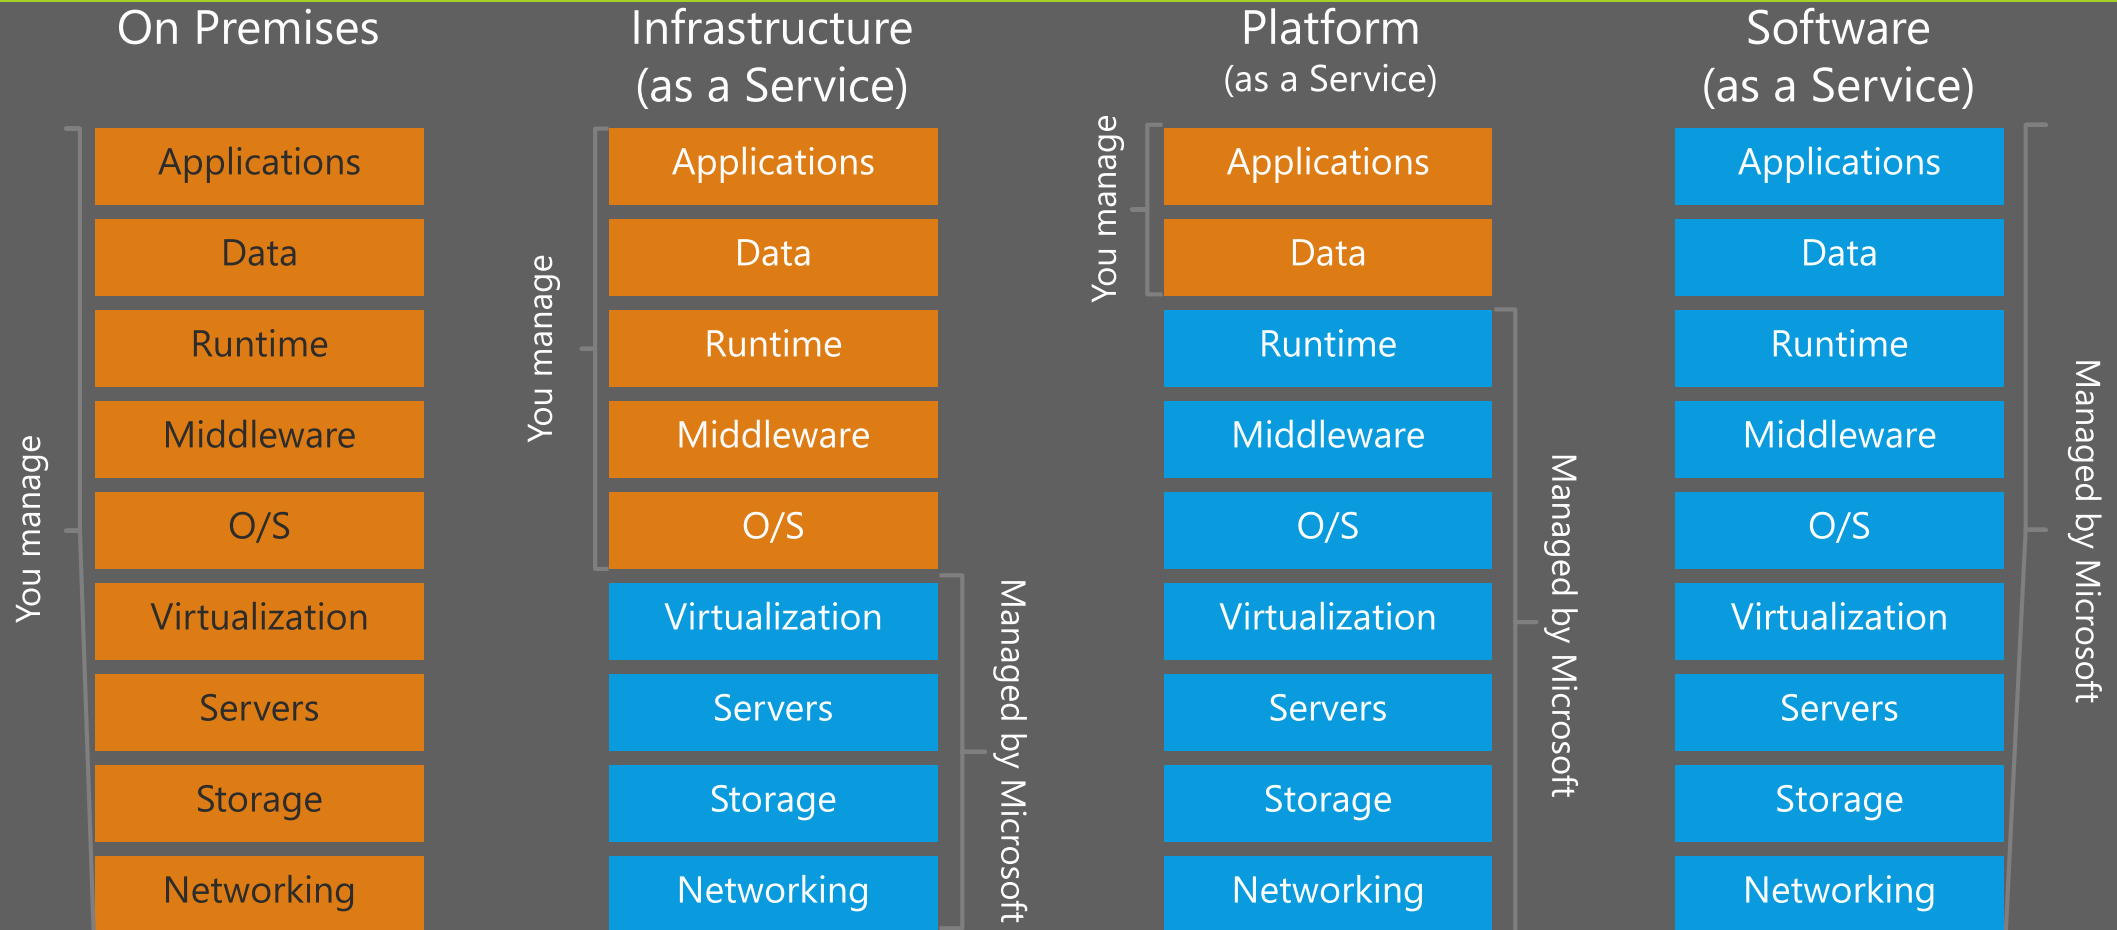 On Premises
You manage
Applications
Data
Runtime
Middleware
O/S
Virtualization
Servers
Storage
Networking
Infrastructure
(as a Service)
You manage
Applications
Data
Runtime
Middleware
O/S
Virtualization
Servers
Storage
Networking
Managed by Microsoft
Platform
(as a Service)
You manage
Applications
Data
Runtime
Middleware
O/S
Virtualization
Servers
Storage
Networking
Managed by Microsoft
Software
(as a Service)
Applications
Data
Runtime
Middleware
O/S
Virtualization
Servers
Storage
Networking
Managed by Microsoft